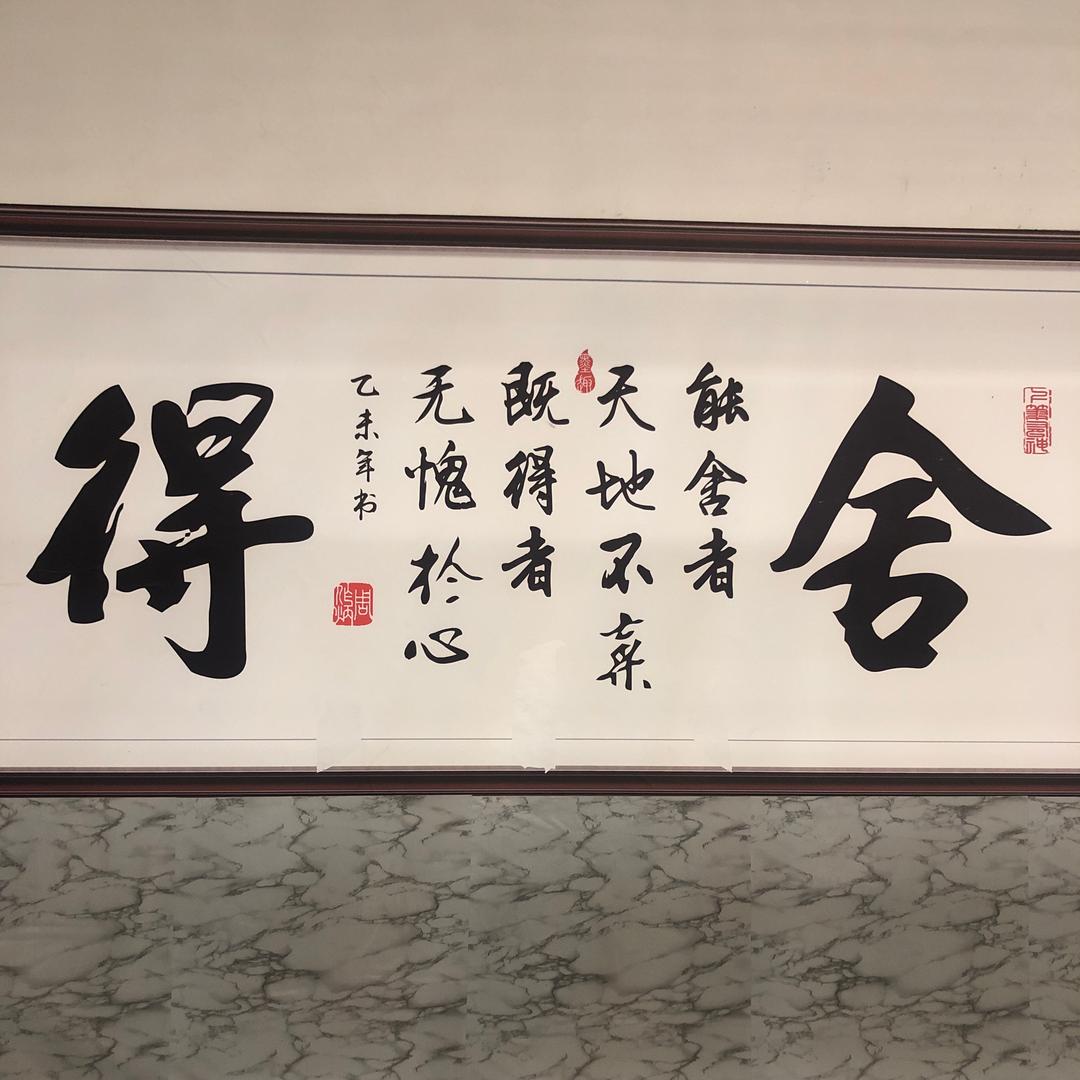 舍
能舍者
天地不弃
既得者
无愧於心
乙未年书
得